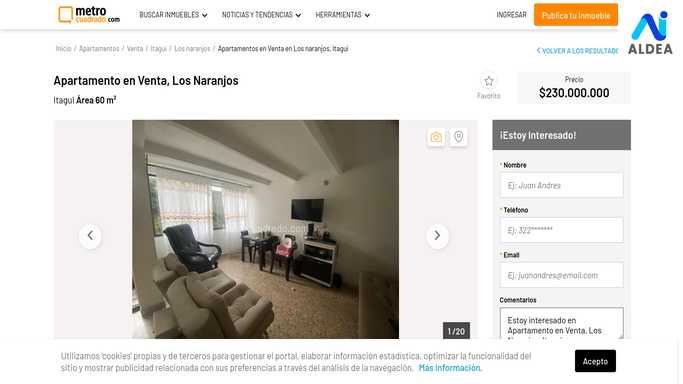 metro
cuadrado.com
BUSCAR INMUEBLES
NOTICIAS Y TENDENCIAS
HERRAMIENTAS
INGRESAR
Publica tu Inmueble
ALDEA
Inicio / Apartamentos / Venta / Itagui / Los naranjos / Apartamentos en Venta en Los naranjos, Itagui
VOLVER A LOS RESULTADO
Apartamento en Venta, Los Naranjos
Itagui Área 60 m²
Favorito
Precio
$230.000.000
¡Estoy Interesado!
* Nombre
Ej: Juan Andres
* Teléfono
Ej: 322*******
* Email
Ej: juanandres@email.com
Comentarios
Estoy interesado en
Apartamento en Venta, Los
1 / 20
Utilizamos 'cookies' propias y de terceros para gestionar el portal, elaborar información estadística, optimizar la funcionalidad del
sitio y mostrar publicidad relacionada con sus preferencias a través del análisis de la navegación. Más información.
Acepto